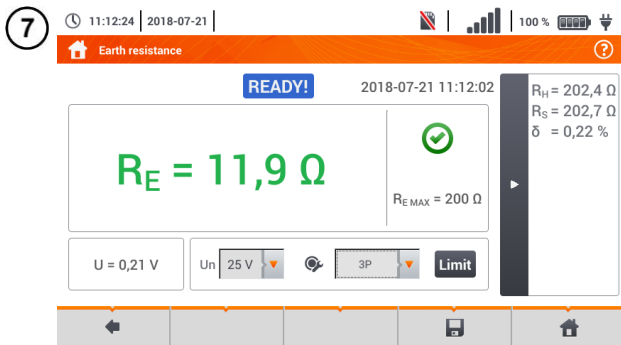 7
11:12:24 2018-07-21 100 %
Earth resistance ?
READY! 2018-07-21 11:12:02
RE = 11,9 Ω
RE MAX = 200 Ω
RH = 202,4 Ω
RS = 202,7 Ω
δ = 0,22 %
U = 0,21 V
Un 25 V 3P Limit